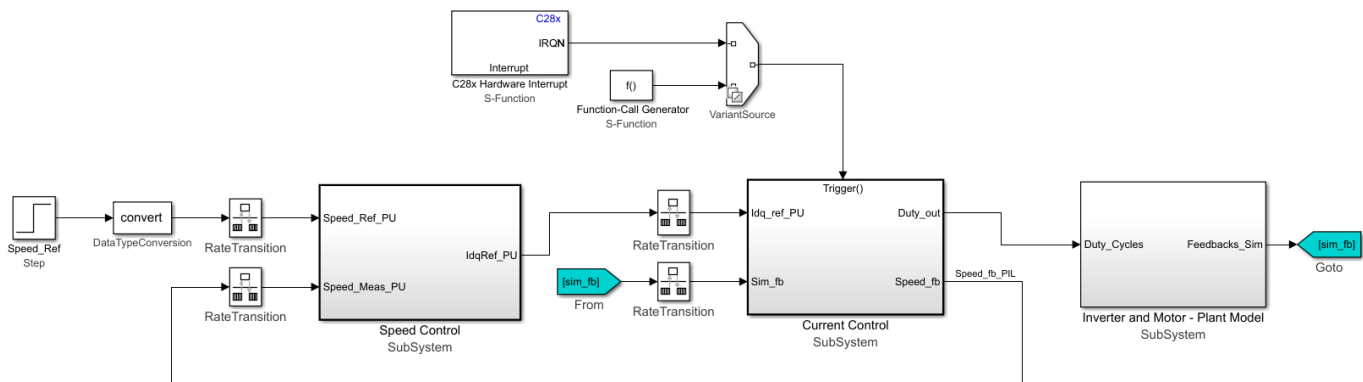 C28x
IRQN
Interrupt
C28x Hardware Interrupt
S-Function
f()
Function-Call Generator
S-Function
VariantSource
Speed_Ref
Step
convert
DataTypeConversion
RateTransition
RateTransition
Speed_Ref_PU
Speed_Meas_PU
IdqRef_PU
Speed Control
SubSystem
RateTransition
[sim_fb]
From
RateTransition
Trigger()
Idq_ref_PU
Sim_fb
Duty_out
Speed_fb
Current Control
SubSystem
Speed_fb_PIL
Duty_Cycles
Feedbacks_Sim
Inverter and Motor - Plant Model
SubSystem
[sim_fb]
Goto